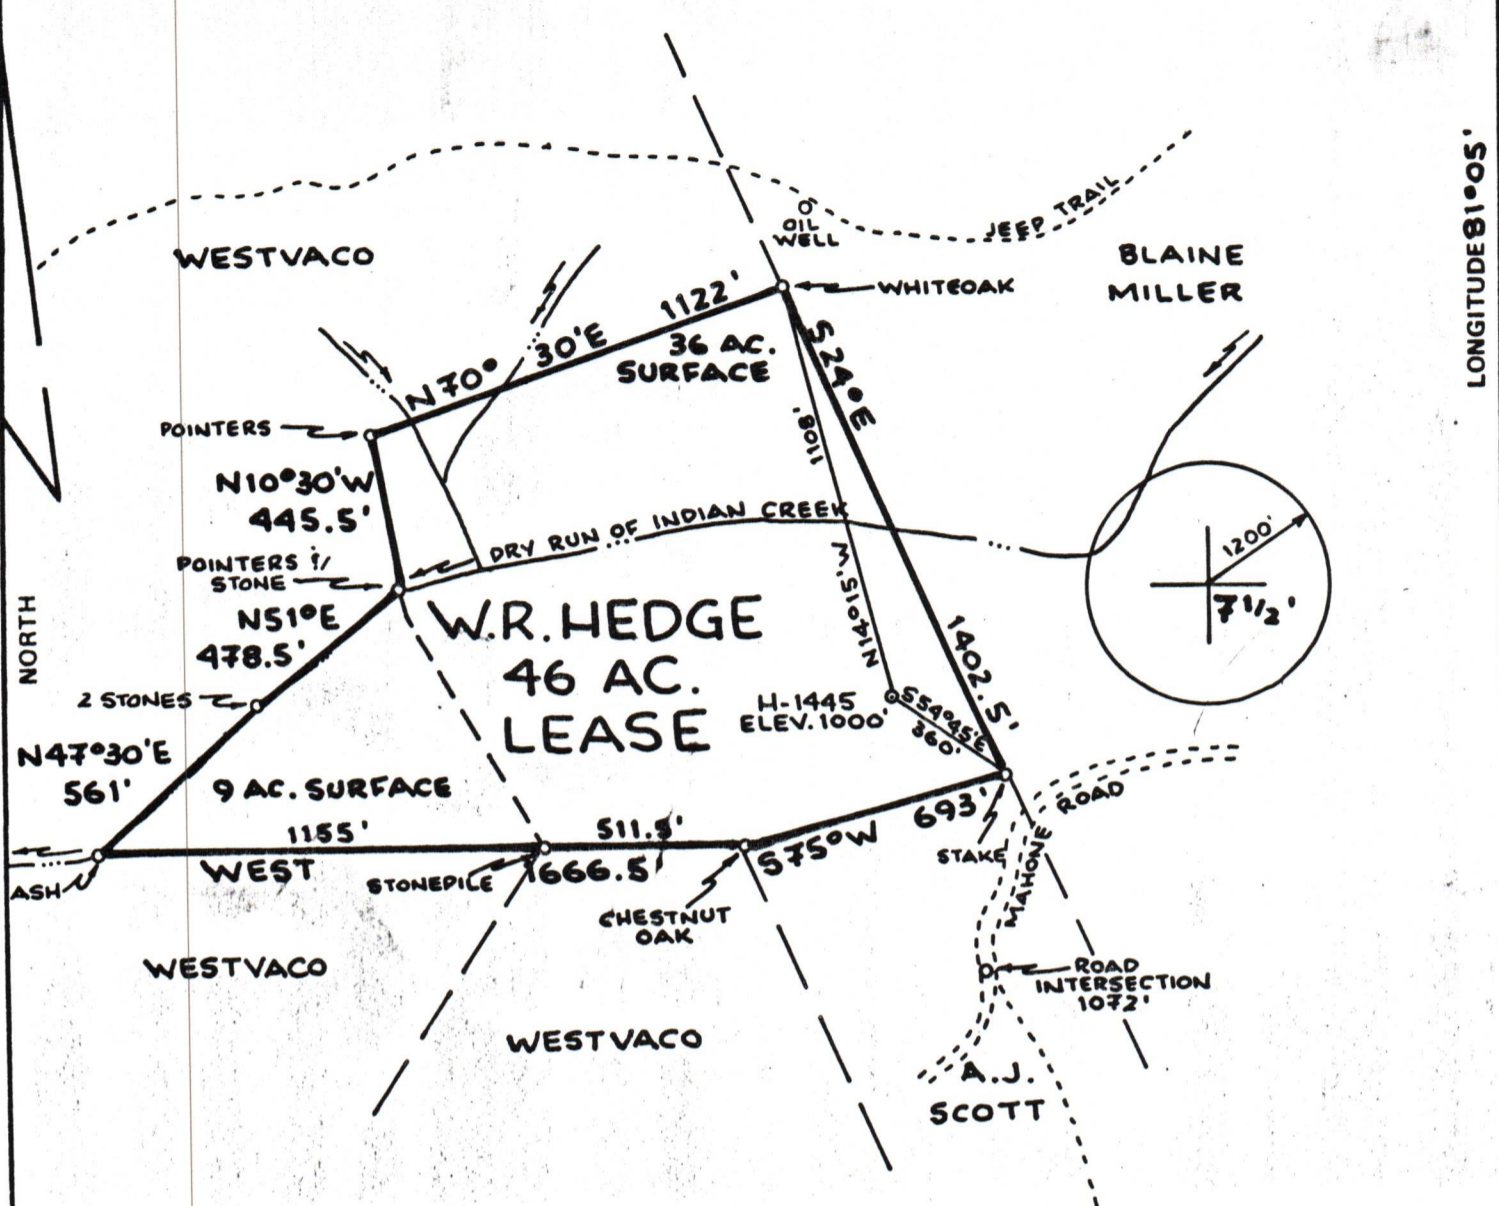 LONGITUDE 81°05'
WESTVACO
OIL
WELL
JEEP TRAIL
BLAINE
MILLER
WHITEOAK
N70° 30'E 1122'
36 AC.
SURFACE
S24°E
1402.5'
POINTERS
N10°30'W
445.5'
1108'
N14°15'W
DRY RUN OF INDIAN CREEK
1200'
7 1/2'
POINTERS &
STONE
NORTH
N51°E
478.5'
W.R. HEDGE
46 AC.
LEASE
2 STONES
H-1445
ELEV. 1000'
S54°45'E
360'
N47°30'E
561'
9 AC. SURFACE
1155'
WEST
511.5'
1666.5'
693'
S75°W
MAHONE ROAD
STAKE
ASH
STONEPILE
CHESTNUT
OAK
WESTVACO
WESTVACO
ROAD
INTERSECTION
1072'
A.J.
SCOTT